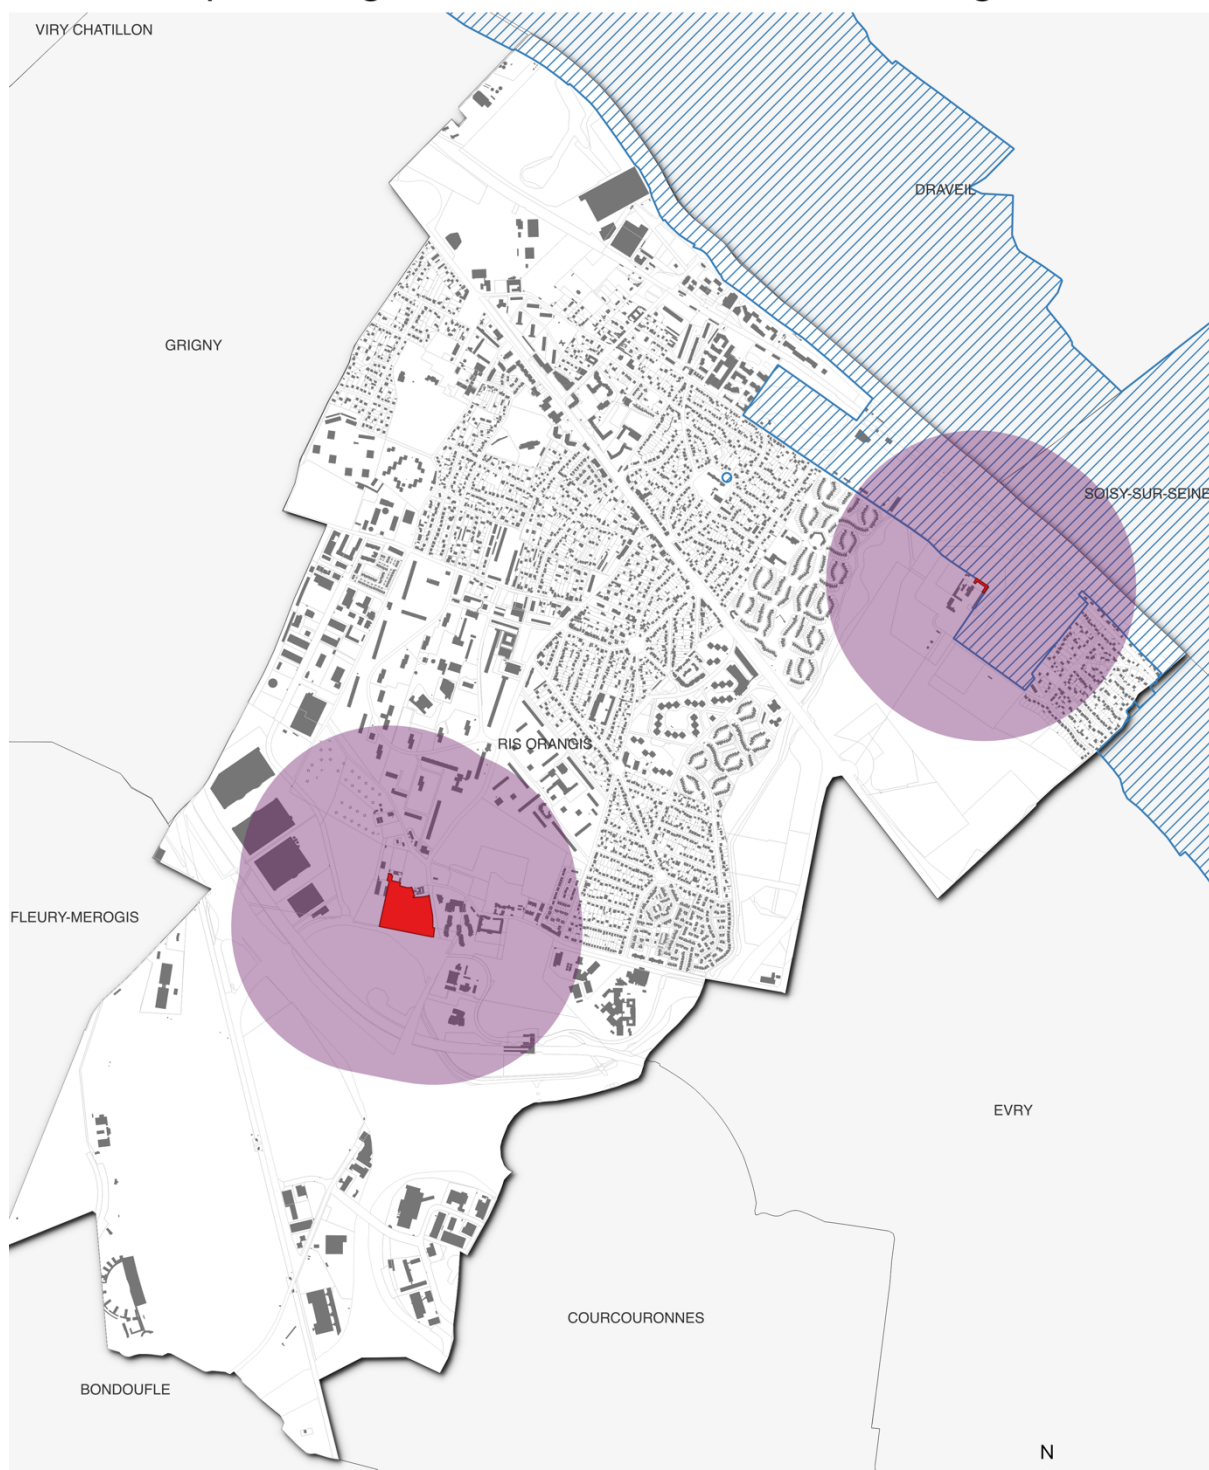 VIRY CHATILLON
DRAVEIL
GRIGNY
SOISY-SUR-SEINE
RIS ORANGIS
FLEURY-MEROGIS
EVRY
COURCOURONNES
BONDOUFLE
N